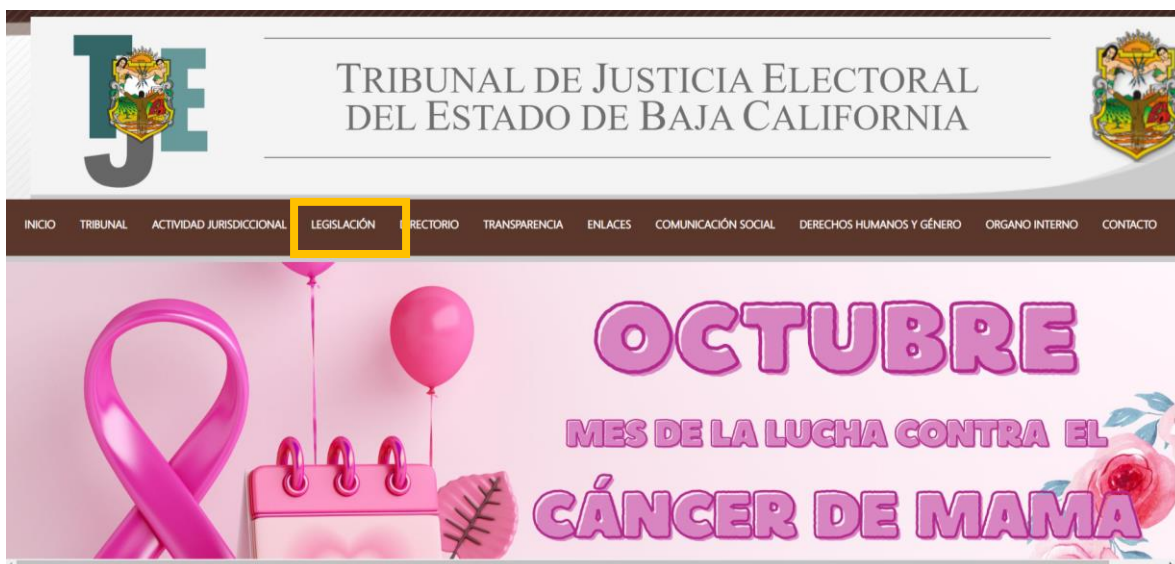 TJE
TRIBUNAL DE JUSTICIA ELECTORAL
DEL ESTADO DE BAJA CALIFORNIA
INICIO TRIBUNAL ACTIVIDAD JURISDICCIONAL LEGISLACIÓN DIRECTORIO TRANSPARENCIA ENLACES COMUNICACIÓN SOCIAL DERECHOS HUMANOS Y GÉNERO ORGANO INTERNO CONTACTO
OCTUBRE
MES DE LA LUCHA CONTRA EL
CÁNCER DE MAMA